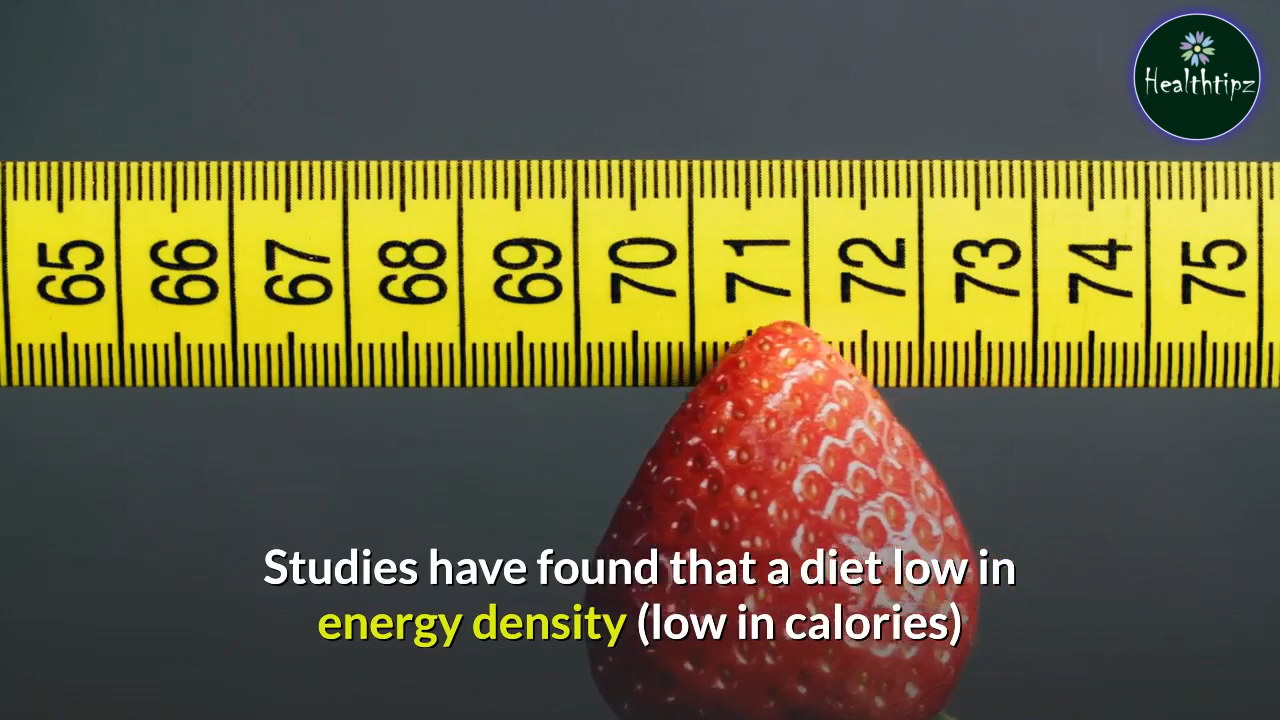 Healthtipz
65 66 67 68 69 70 71 72 73 74 75
Studies have found that a diet low in
energy density (low in calories)